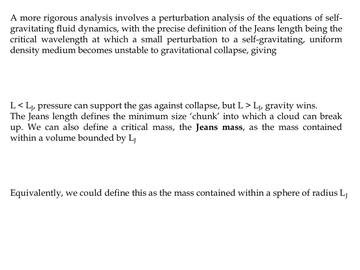 A more rigorous analysis involves a perturbation analysis of the equations of self-
gravitating fluid dynamics, with the precise definition of the Jeans length being the
critical wavelength at which a small perturbation to a self-gravitating, uniform
density medium becomes unstable to gravitational collapse, giving
L < LJ, pressure can support the gas against collapse, but L > LJ, gravity wins.
The Jeans length defines the minimum size ‘chunk’ into which a cloud can break
up. We can also define a critical mass, the Jeans mass, as the mass contained
within a volume bounded by LJ
Equivalently, we could define this as the mass contained within a sphere of radius LJ